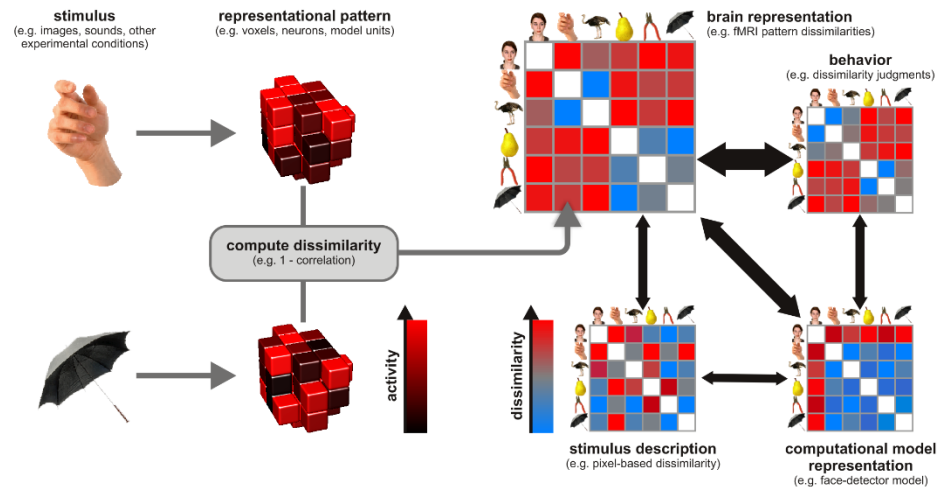 stimulus
(e.g. images, sounds, other
experimental conditions)
representational pattern
(e.g. voxels, neurons, model units)
brain representation
(e.g. fMRI pattern dissimilarities)
behavior
(e.g. dissimilarity judgments)
compute dissimilarity
(e.g. 1 - correlation)
activity
dissimilarity
stimulus description
(e.g. pixel-based dissimilarity)
computational model
representation
(e.g. face-detector model)